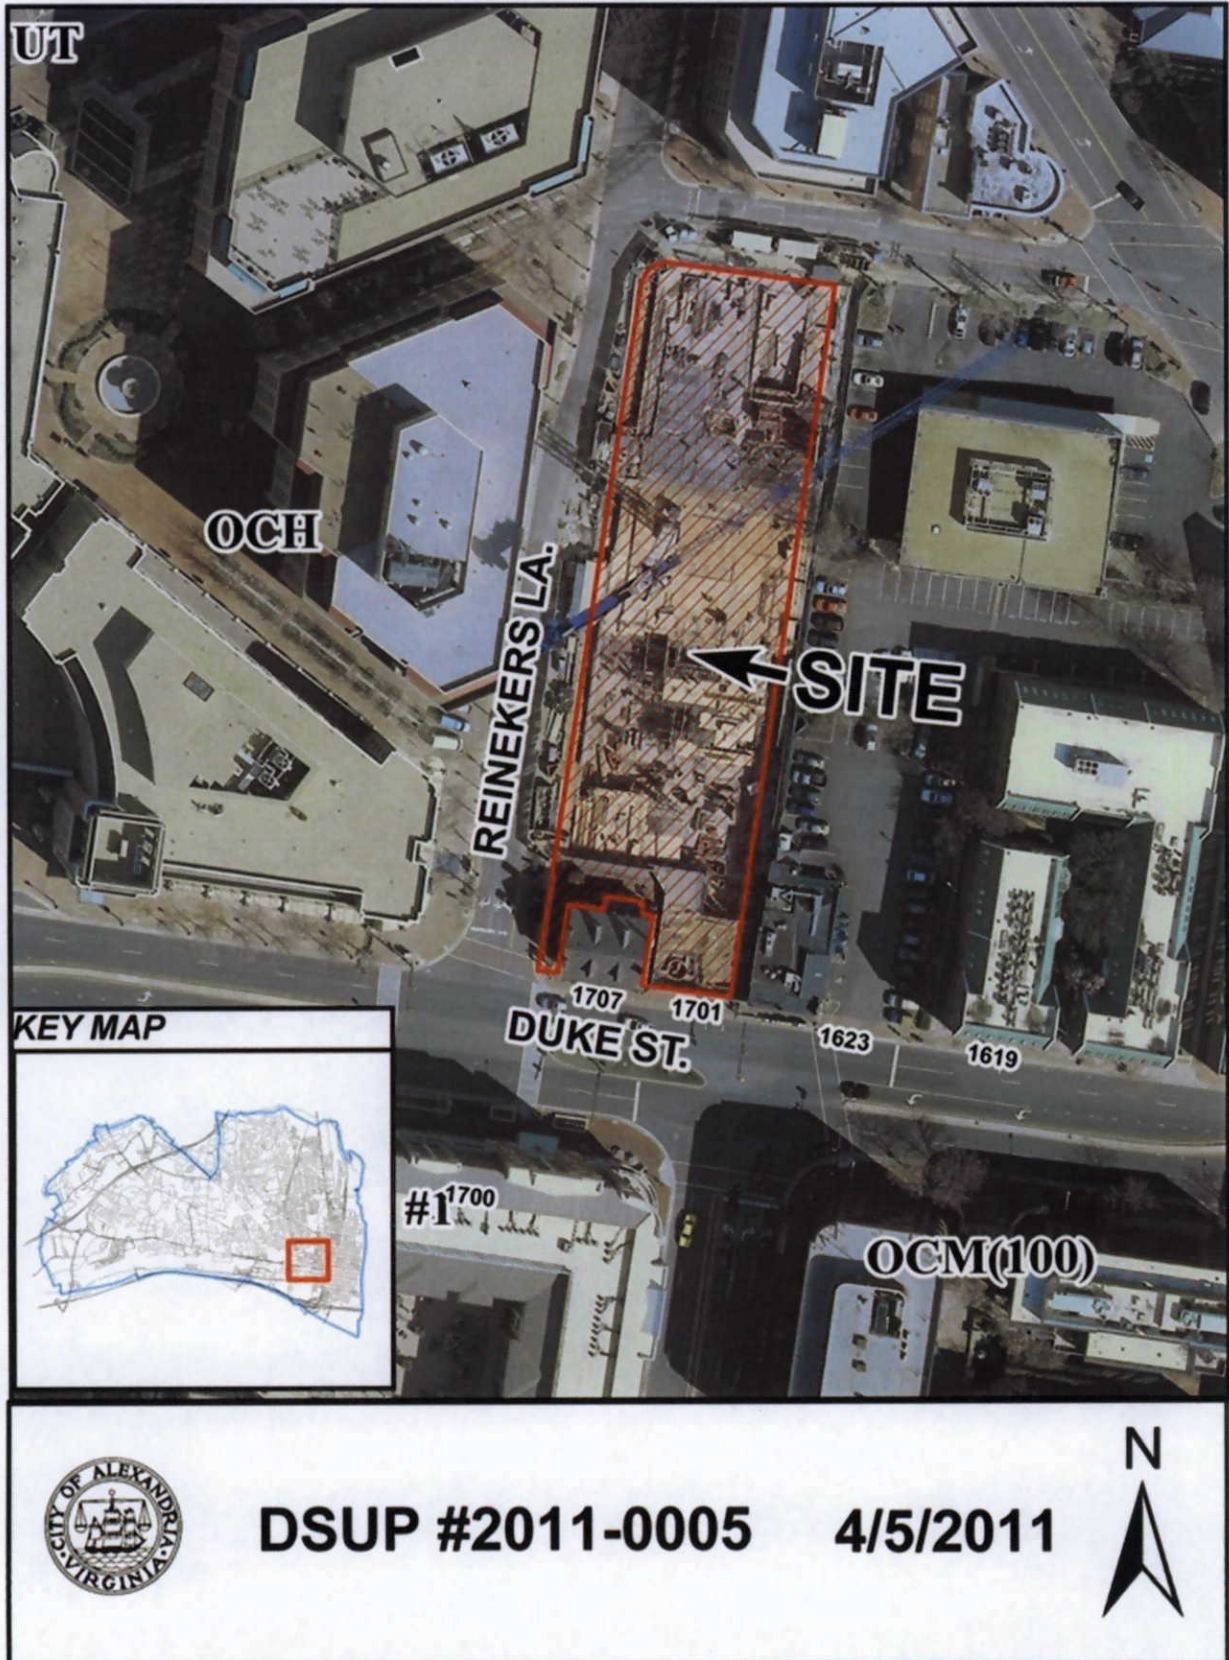 UT
OCH
REINEKERS LA.
SITE
1707
1701
DUKE ST.
1623
1619
KEY MAP
#1
1700
OCM(100)
CITY OF ALEXANDRIA
VIRGINIA
DSUP #2011-0005
4/5/2011
N